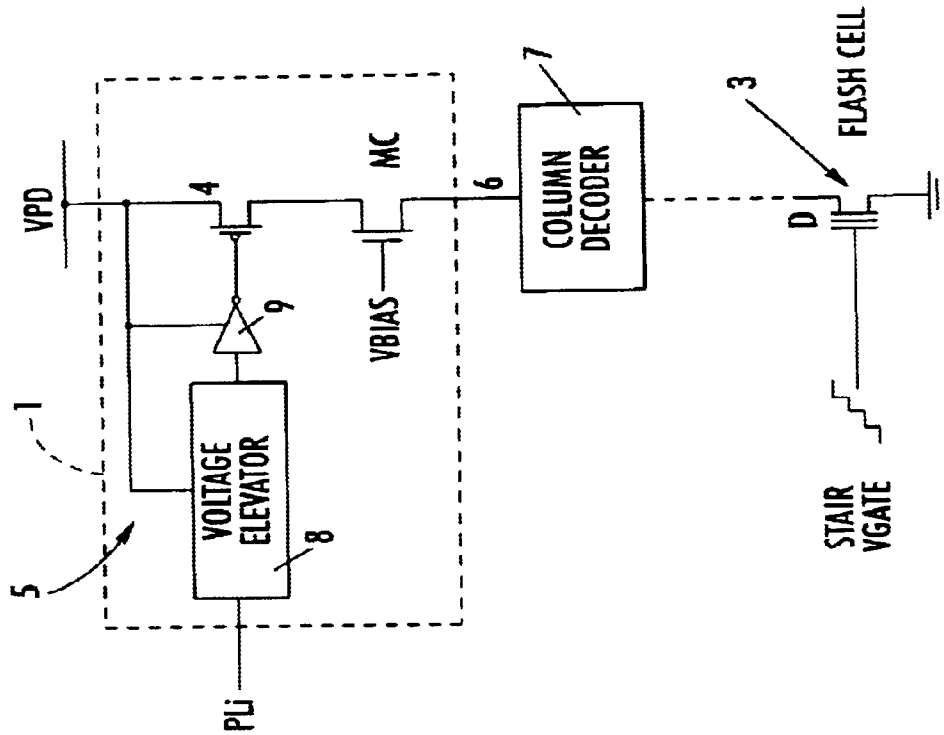 VPD
1
5
4
VOLTAGE
ELEVATOR
8
9
PLi
MC
VBIAS
6
7
COLUMN
DECODER
3
D
FLASH CELL
STAIR
VGATE